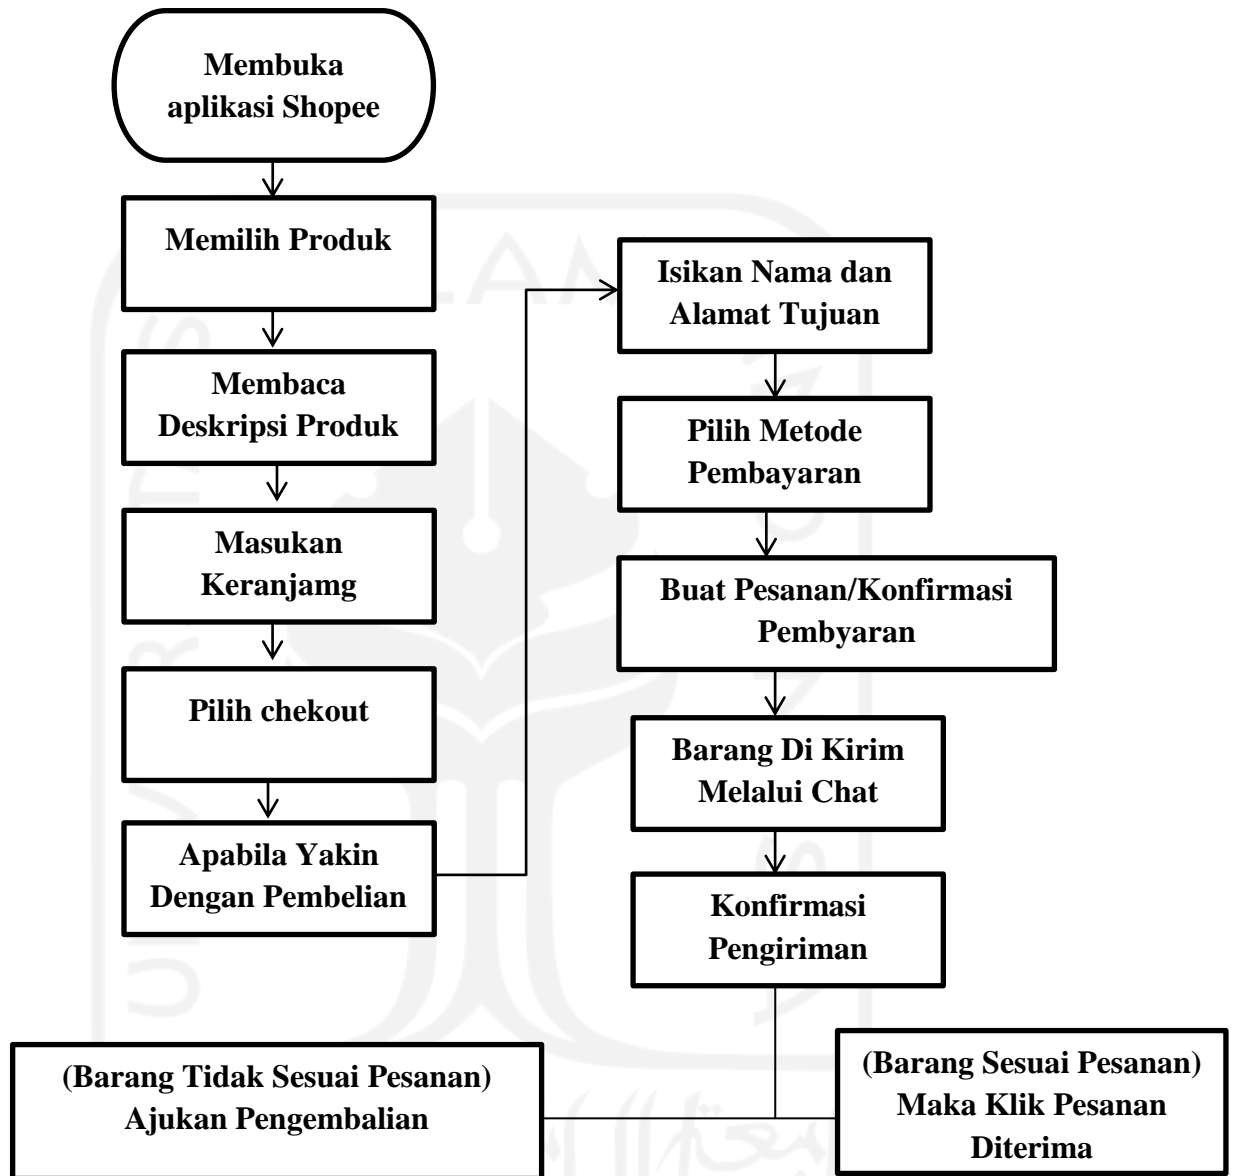 Membuka
aplikasi Shopee
Memilih Produk
Membaca
Deskripsi Produk
Masukan
Keranjamg
Pilih chekout
Apabila Yakin
Dengan Pembelian
Isikan Nama dan
Alamat Tujuan
Pilih Metode
Pembayaran
Buat Pesanan/Konfirmasi
Pembyaran
Barang Di Kirim
Melalui Chat
Konfirmasi
Pengiriman
(Barang Tidak Sesuai Pesanan)
Ajukan Pengembalian
(Barang Sesuai Pesanan)
Maka Klik Pesanan
Diterima